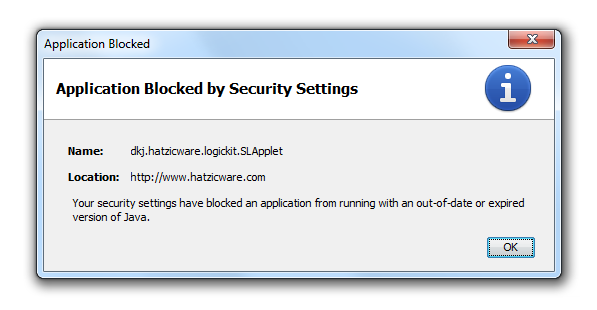 Application Blocked
Application Blocked by Security Settings
Name: dkj.hatzicware.logickit.SLApplet
Location: http://www.hatzicware.com
Your security settings have blocked an application from running with an out-of-date or expired
version of Java.
OK